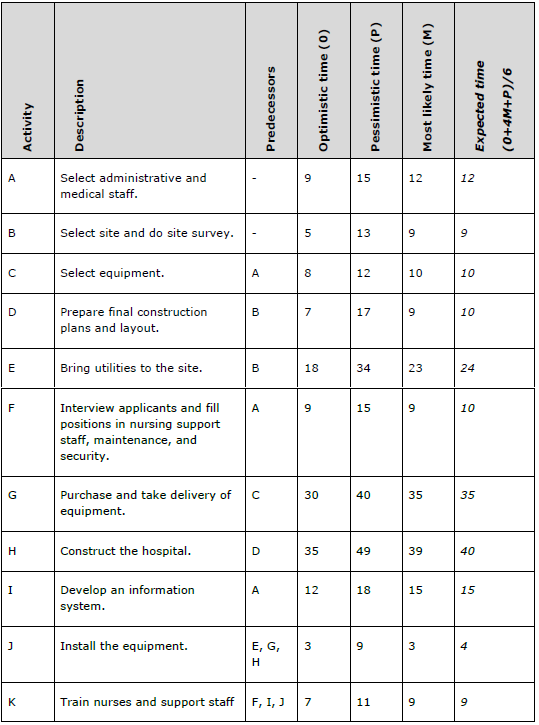 Activity
Description
Predecessors
Optimistic time (0)
Pessimistic time (P)
Most likely time (M)
Expected time
(0+4M+P)/6
A Select administrative and - 9 15 12 12
medical staff.
B Select site and do site survey. - 5 13 9 9
C Select equipment. A 8 12 10 10
D Prepare final construction B 7 17 9 10
plans and layout.
E Bring utilities to the site. B 18 34 23 24
F Interview applicants and fill A 9 15 9 10
positions in nursing support
staff, maintenance, and
security.
G Purchase and take delivery of C 30 40 35 35
equipment.
H Construct the hospital. D 35 49 39 40
I Develop an information A 12 18 15 15
system.
J Install the equipment. E, G, 3 9 3 4
H
K Train nurses and support staff F, I, J 7 11 9 9